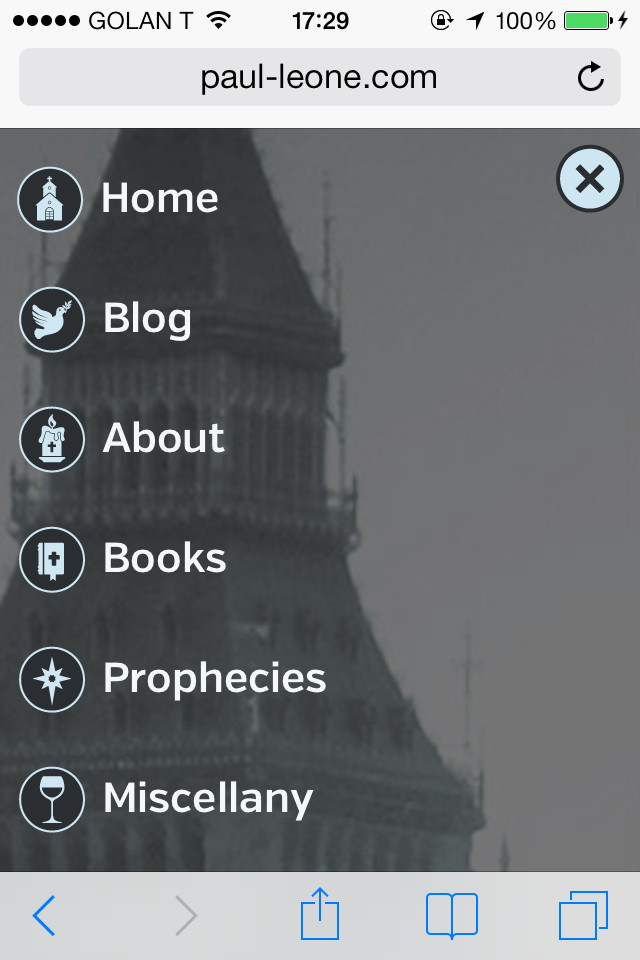 GOLAN T 17:29 100%
paul-leone.com
Home
Blog
About
Books
Prophecies
Miscellany